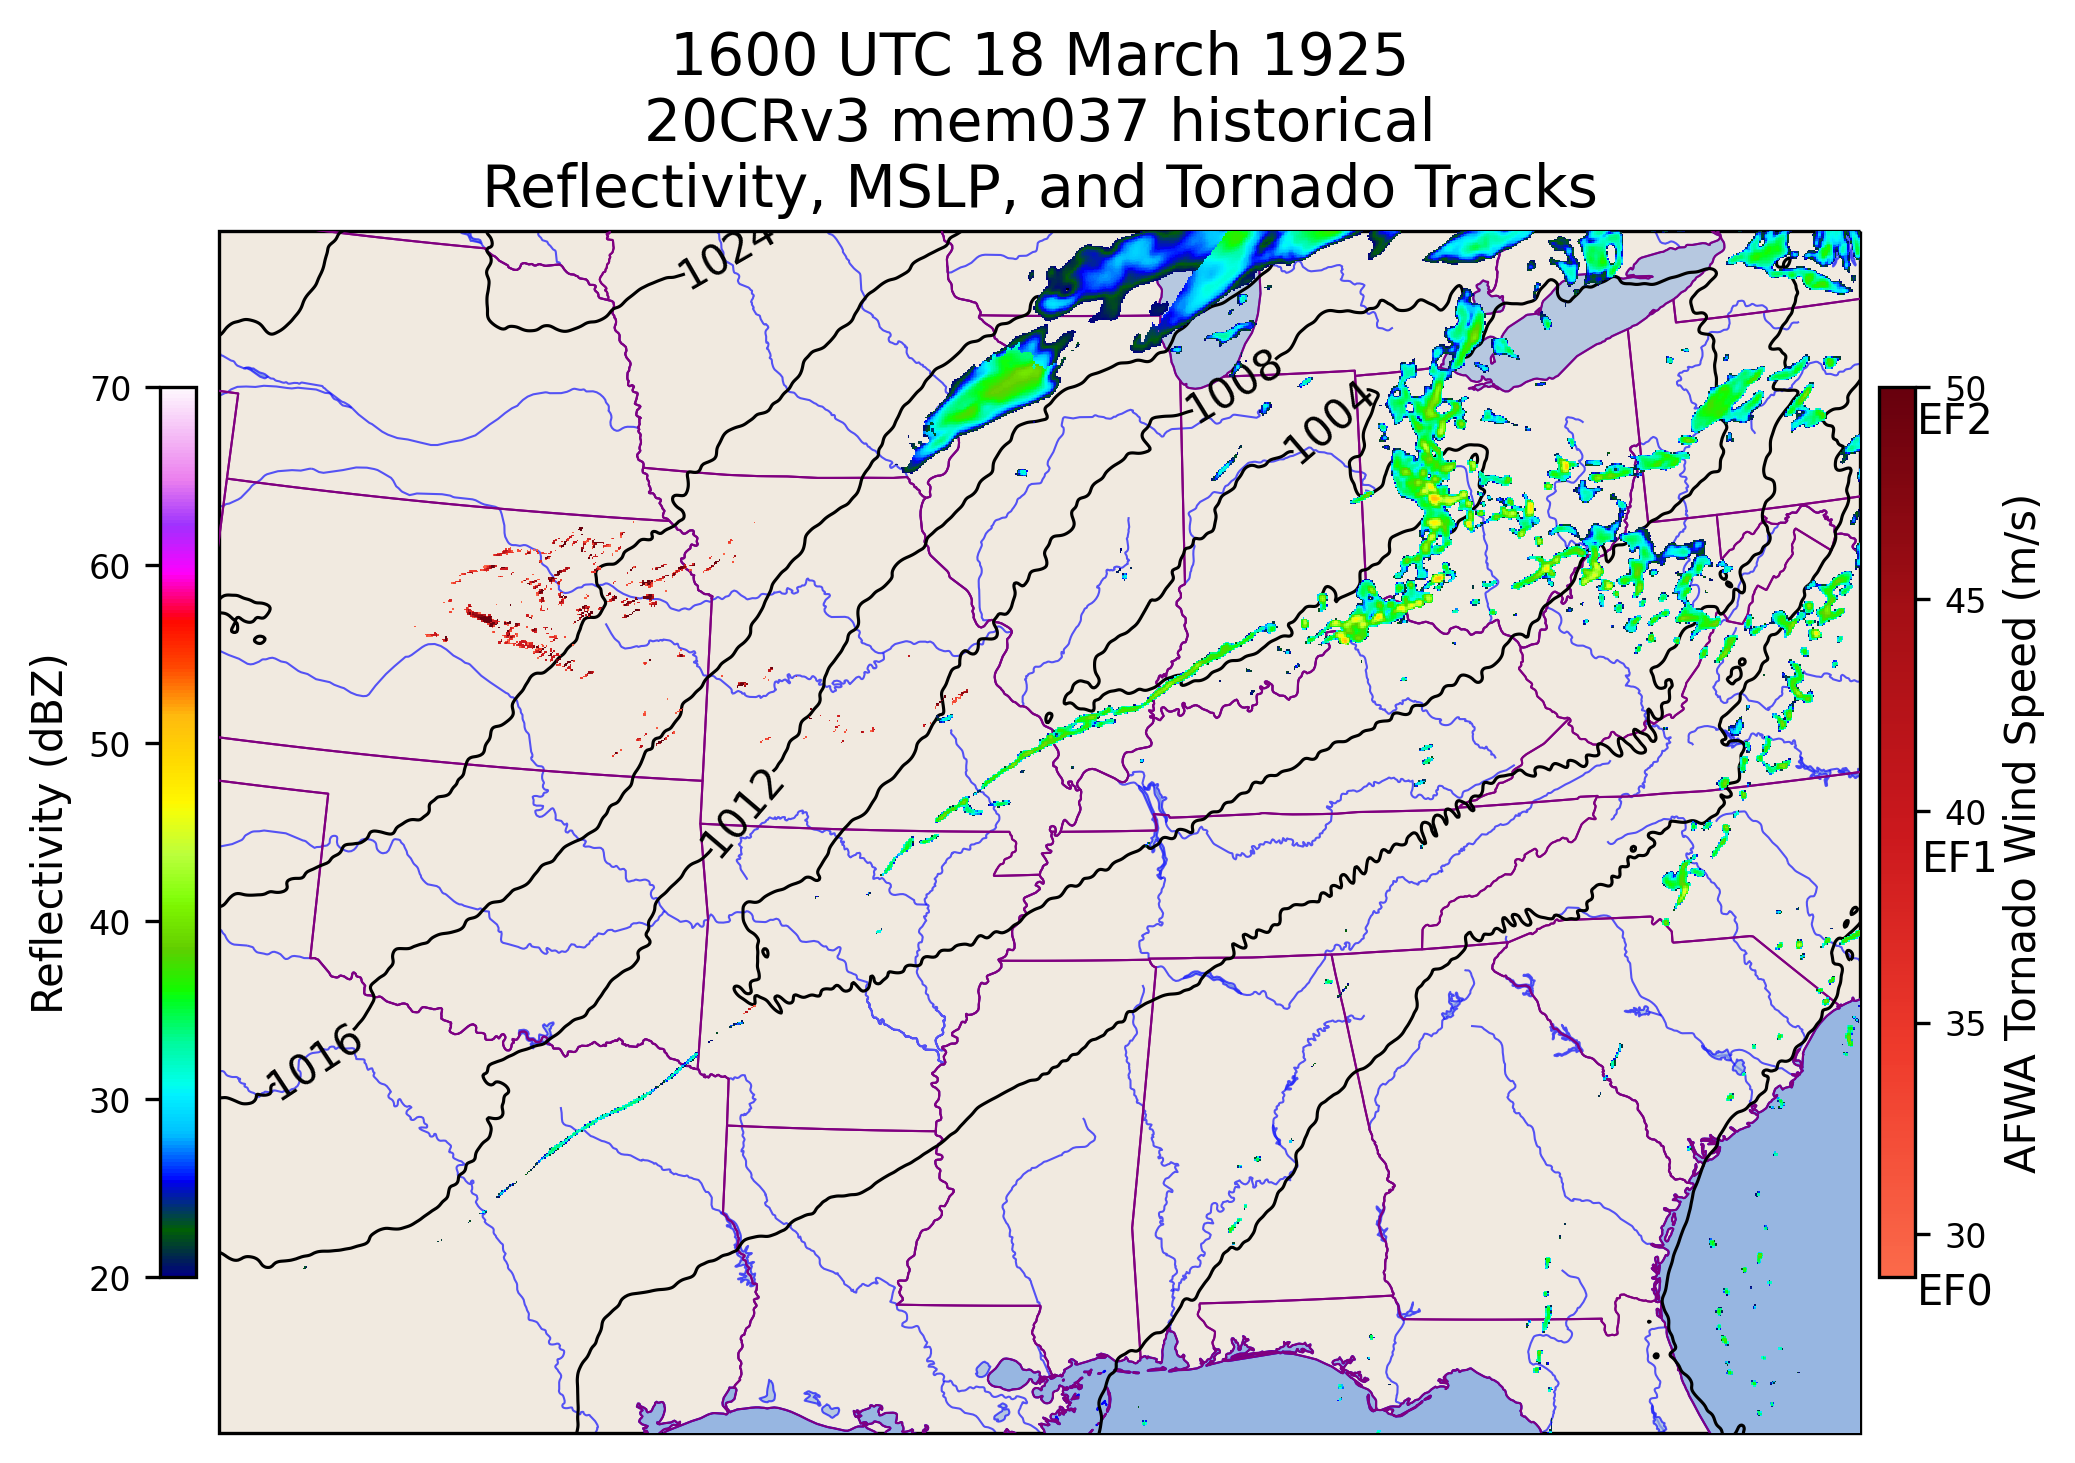 1600 UTC 18 March 1925
20CRv3 mem037 historical
Reflectivity, MSLP, and Tornado Tracks
1024
1008
1004
1012
1016
Reflectivity (dBZ)
70
60
50
40
30
20
50
EF2
45
40
EF1
35
30
EF0
AFWA Tornado Wind Speed (m/s)